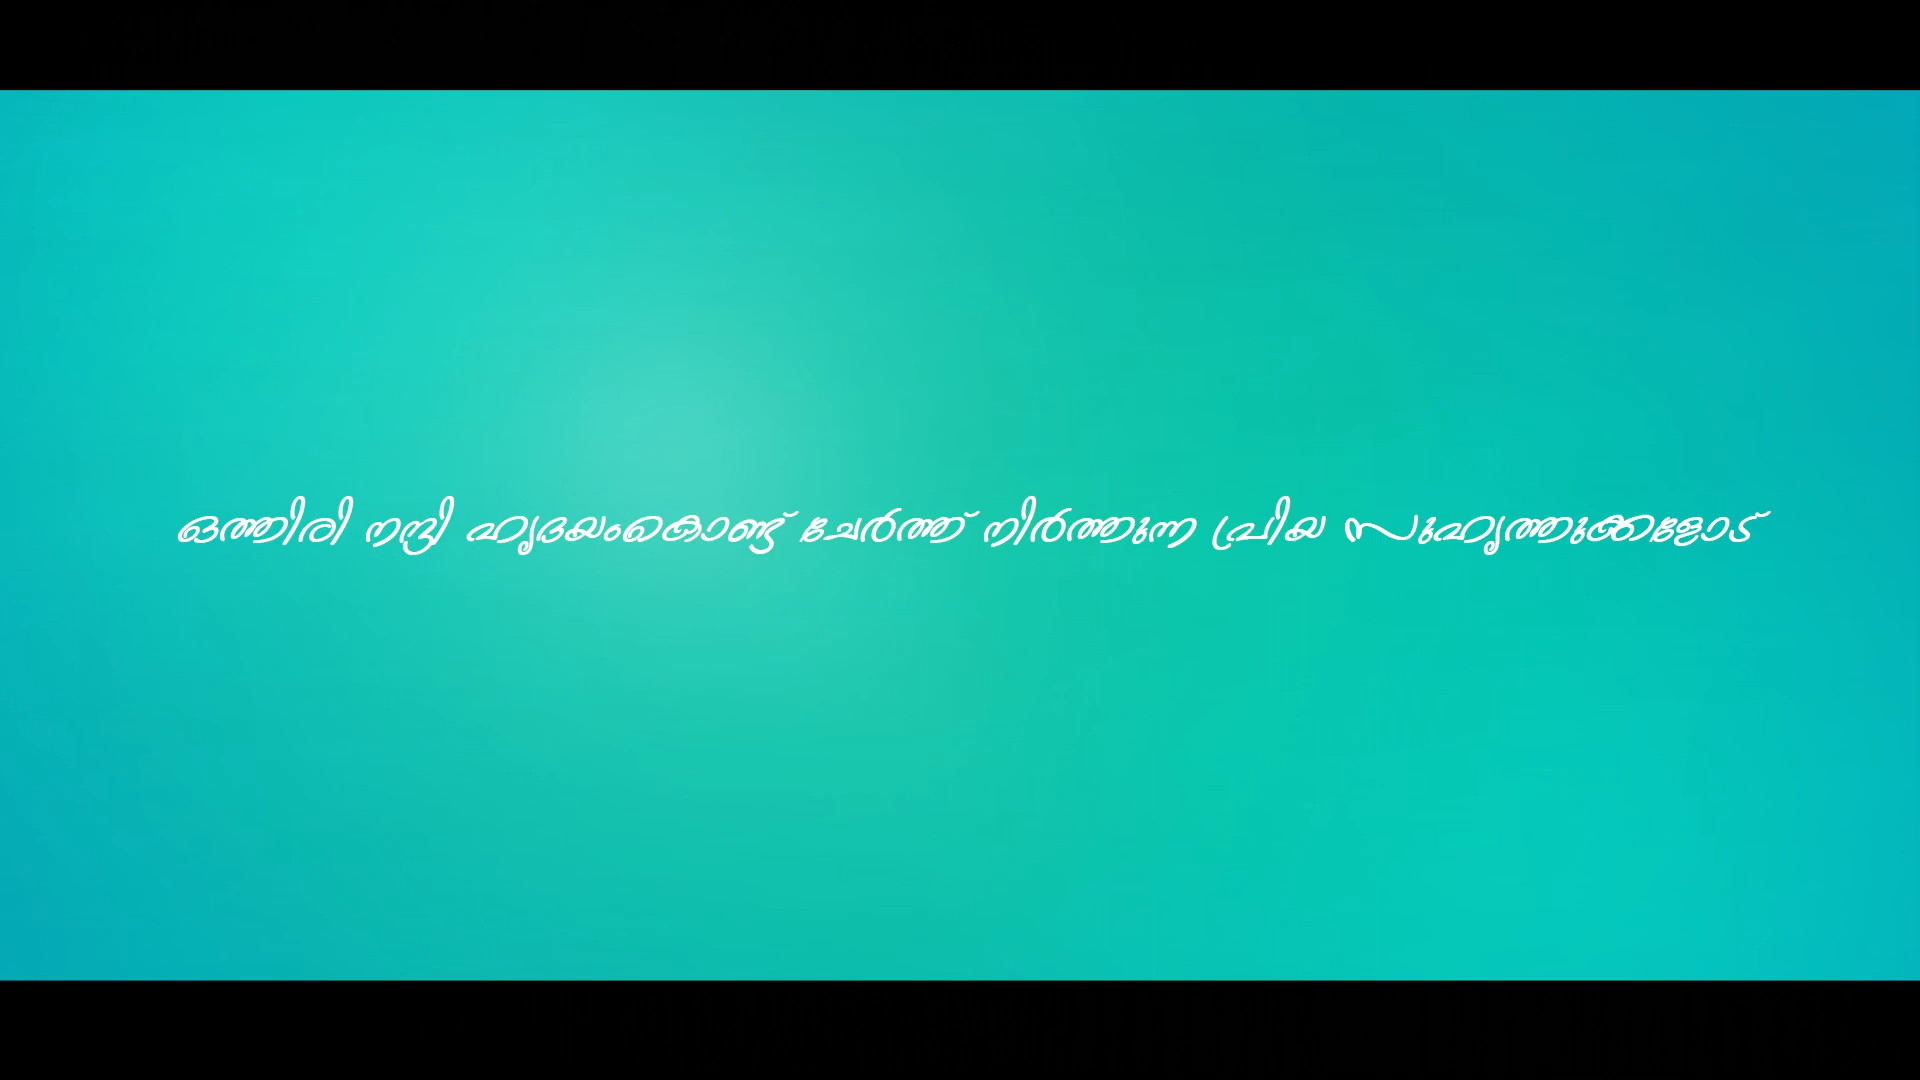 ഒത്തിരി നന്ദി ഹൃദയംകൊണ്ട് ചേർത്ത് നിർത്തുന്ന പ്രിയ സുഹൃത്തുക്കളോട്